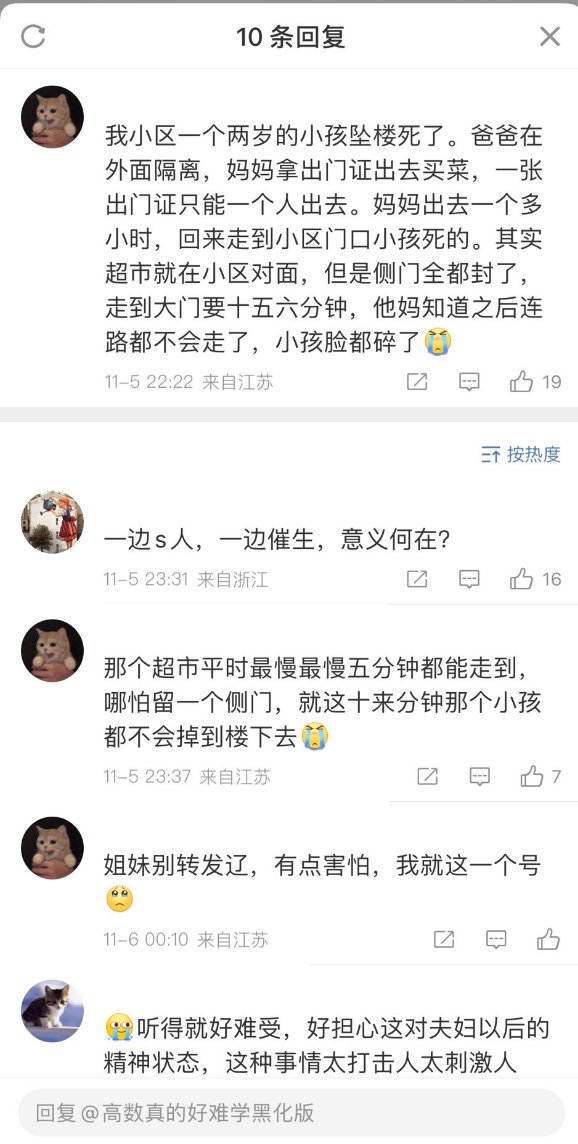 10 条回复
我小区一个两岁的小孩坠楼死了。爸爸在
外面隔离，妈妈拿出门证出去买菜，一张
出门证只能一个人出去。妈妈出去一个多
小时，回来走到小区门口小孩死的。其实
超市就在小区对面，但是侧门全都封了，
走到大门要十五六分钟，他妈知道之后连
路都不会走了，小孩脸都碎了😭
11-5 22:22 来自江苏 19
按热度
一边s人，一边催生，意义何在?
11-5 23:31 来自浙江 16
那个超市平时最慢最慢五分钟都能走到，
哪怕留一个侧门，就这十来分钟那个小孩
都不会掉到楼下去😭
11-5 23:37 来自江苏 7
姐妹别转发辽，有点害怕，我就这一个号
🥺
11-6 00:10 来自江苏
😭听得就好难受，好担心这对夫妇以后的
精神状态，这种事情太打击人太刺激人
回复@高数真的好难学黑化版